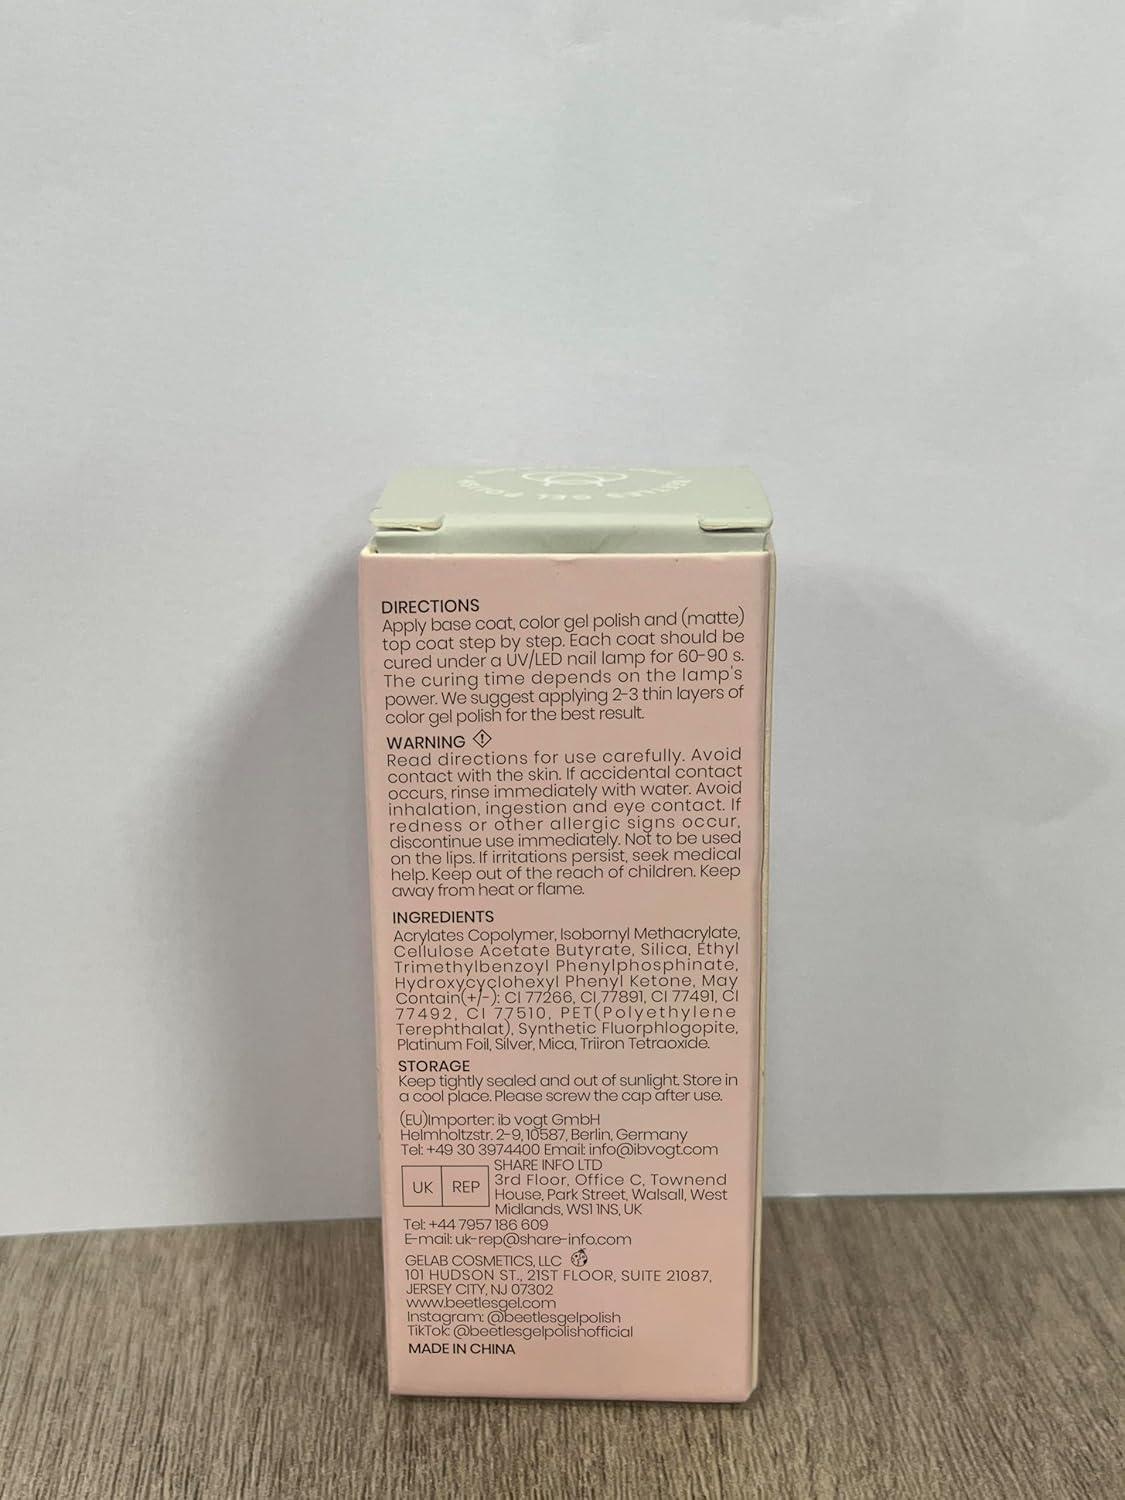 GEL POLISH
DIRECTIONS
Apply base coat, color gel polish and (matte)
top coat step by step. Each coat should be
cured under a UV/LED nail lamp for 60-90 s.
The curing time depends on the lamp's
power. We suggest applying 2-3 thin layers of
color gel polish for the best result.
WARNING
Read directions for use carefully. Avoid
contact with the skin. If accidental contact
occurs, rinse immediately with water. Avoid
inhalation, ingestion and eye contact. If
redness or other allergic signs occur,
discontinue use immediately. Not to be used
on the lips. If irritations persist, seek medical
help. Keep out of the reach of children. Keep
away from heat or flame.
INGREDIENTS
Acrylates Copolymer, Isobornyl Methacrylate,
Cellulose Acetate Butyrate, Silica, Ethyl
Trimethylbenzoyl Phenylphosphinate,
Hydroxycyclohexyl Phenyl Ketone, May
Contain(+/-): CI 77266, CI 77891, CI 77491, CI
77492, CI 77510, PET(Polyethylene
Terephthalat), Synthetic Fluorphlogopite,
Platinum Foil, Silver, Mica, Triiron Tetraoxide.
STORAGE
Keep tightly sealed and out of sunlight. Store in
a cool place. Please screw the cap after use.
(EU)Importer: ib vogt GmbH
Helmholtzstr. 2-9, 10587, Berlin, Germany
Tel: +49 30 3974400 Email: info@ibvogt.com
UK REP
SHARE INFO LTD
3rd Floor, Office C, Townend
House, Park Street, Walsall, West
Midlands, WS1 1NS, UK
Tel: +44 7957 186 609
E-mail: uk-rep@share-info.com
GELAB COSMETICS, LLC
101 HUDSON ST., 21ST FLOOR, SUITE 21087,
JERSEY CITY, NJ 07302
www.beetlesgel.com
Instagram: @beetlesgelpolish
TikTok: @beetlesgelpolishofficial
MADE IN CHINA